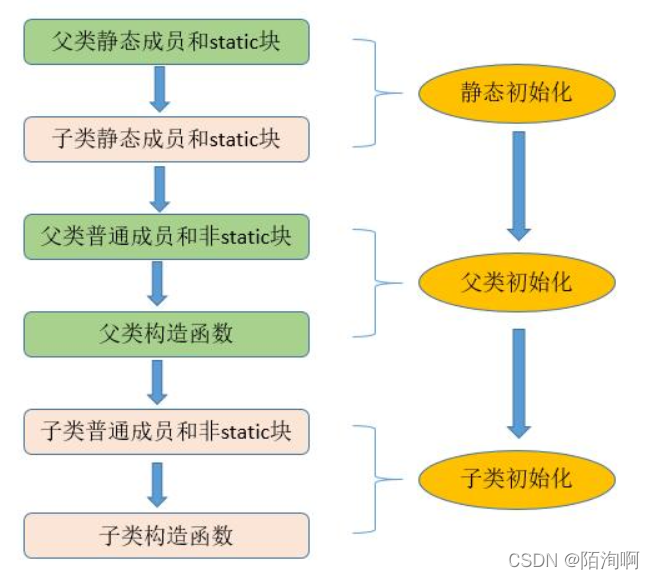 父类静态成员和static块
静态初始化
子类静态成员和static块
父类普通成员和非static块
父类初始化
父类构造函数
子类普通成员和非static块
子类初始化
子类构造函数
CSDN @陌洵啊